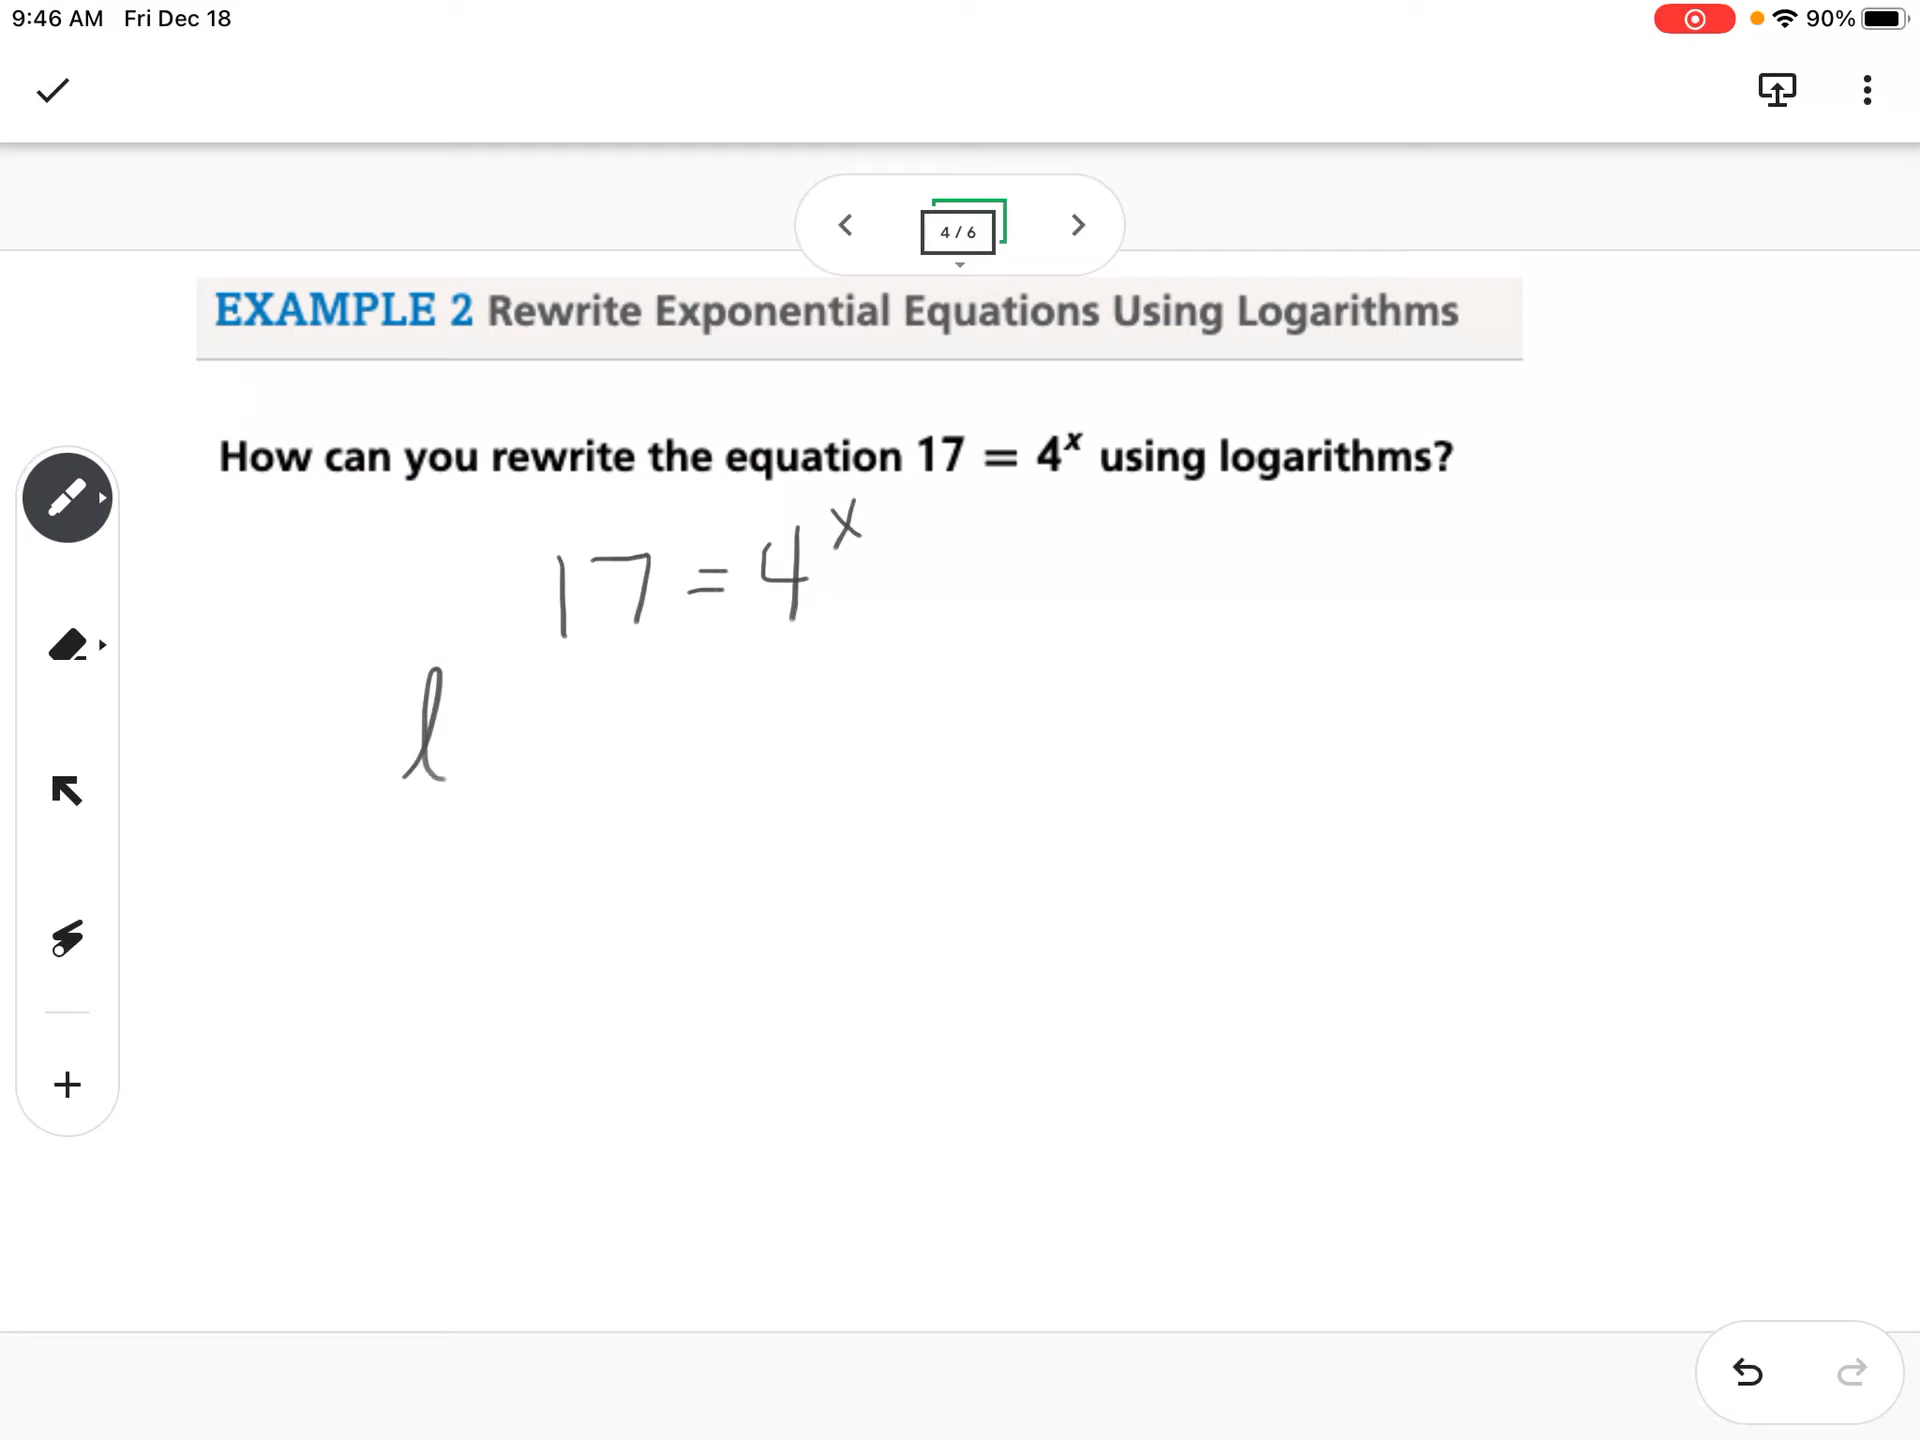 9:46 AM Fri Dec 18 90%
4 / 6
EXAMPLE 2 Rewrite Exponential Equations Using Logarithms
How can you rewrite the equation 17 = 4ˣ using logarithms?
17 = 4ˣ
l